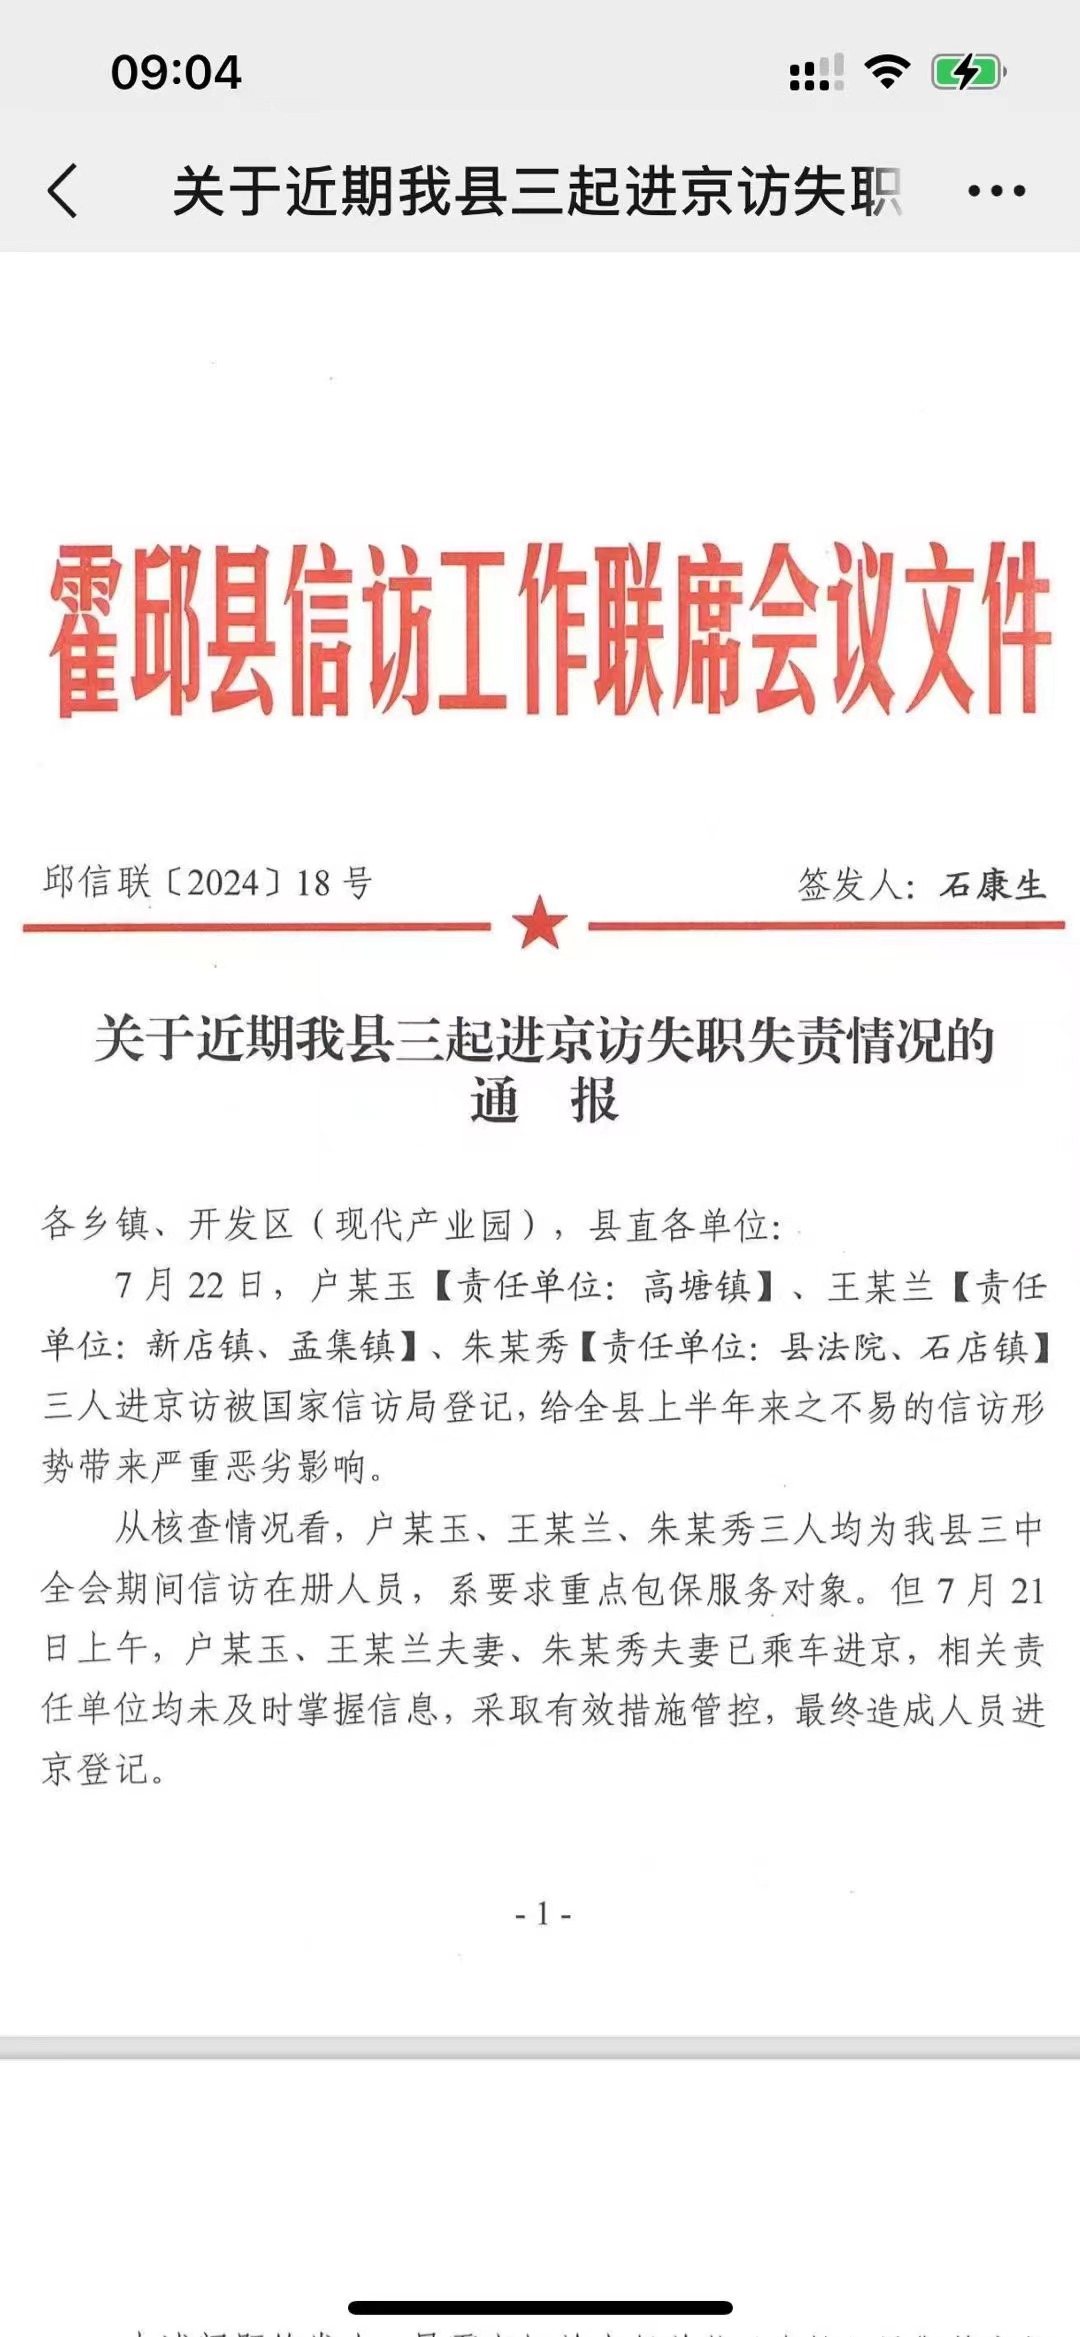 09:04
关于近期我县三起进京访失职
霍邱县信访工作联席会议文件
邱信联〔2024〕18 号
签发人：石康生
关于近期我县三起进京访失职失责情况的
通 报
各乡镇、开发区（现代产业园），县直各单位：
7 月 22 日，户某玉【责任单位：高塘镇】、王某兰【责任
单位：新店镇、孟集镇】、朱某秀【责任单位：县法院、石店镇】
三人进京访被国家信访局登记，给全县上半年来之不易的信访形
势带来严重恶劣影响。
从核查情况看，户某玉、王某兰、朱某秀三人均为我县三中
全会期间信访在册人员，系要求重点包保服务对象。但 7 月 21
日上午，户某玉、王某兰夫妻、朱某秀夫妻已乘车进京，相关责
任单位均未及时掌握信息，采取有效措施管控，最终造成人员进
京登记。
- 1 -